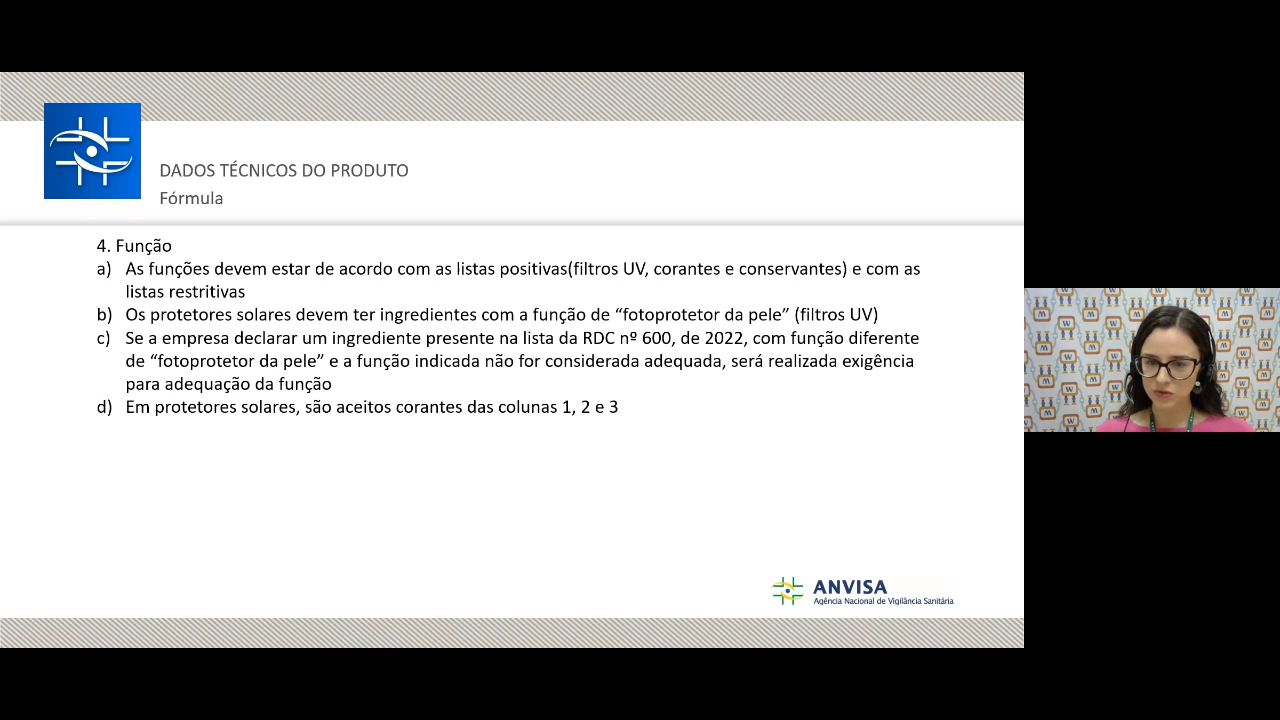 DADOS TÉCNICOS DO PRODUTO
Fórmula
4. Função
a) As funções devem estar de acordo com as listas positivas(filtros UV, corantes e conservantes) e com as
listas restritivas
b) Os protetores solares devem ter ingredientes com a função de “fotoprotetor da pele” (filtros UV)
c) Se a empresa declarar um ingrediente presente na lista da RDC nº 600, de 2022, com função diferente
de “fotoprotetor da pele” e a função indicada não for considerada adequada, será realizada exigência
para adequação da função
d) Em protetores solares, são aceitos corantes das colunas 1, 2 e 3
ANVISA
Agência Nacional de Vigilância Sanitária